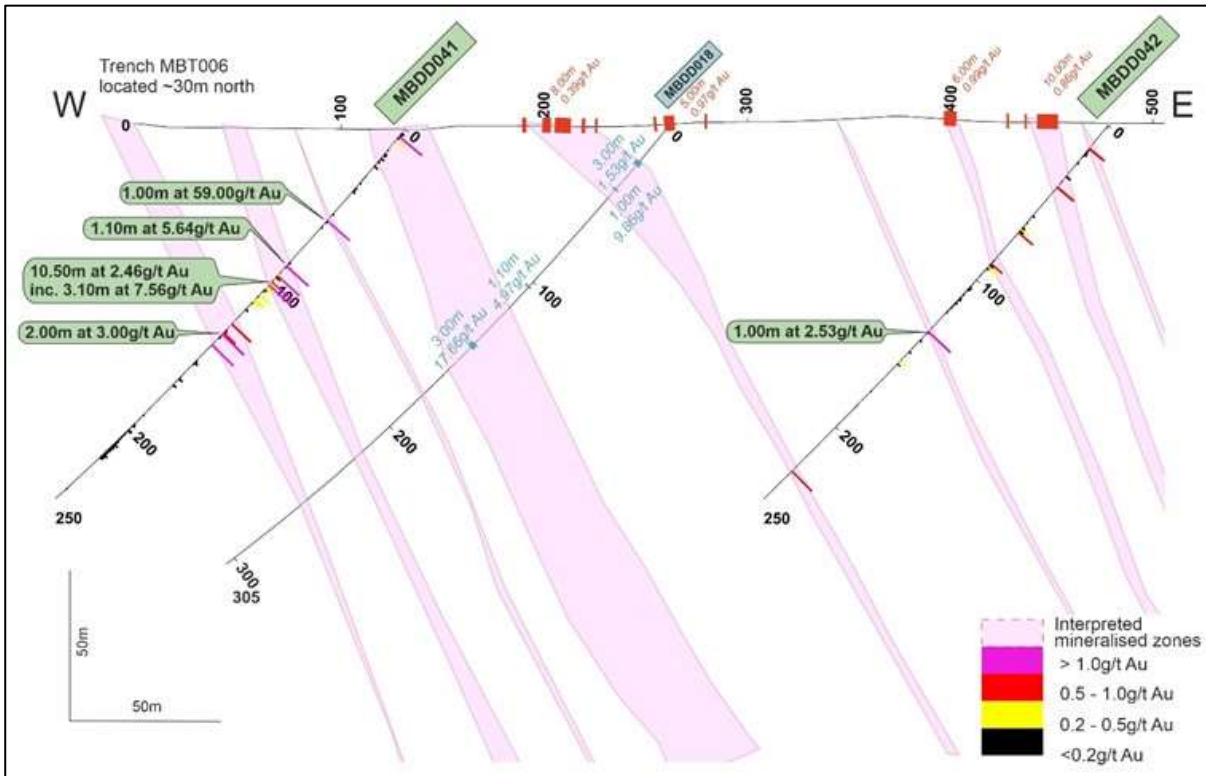 Trench MBT006
located ~30m north
W
E
0
100
200
300
400
500
MBDD041
MBDD018
MBDD042
8.00m
0.39g/t Au
5.00m
0.97g/t Au
6.00m
0.99g/t Au
10.00m
0.86g/t Au
0
0
0
1.00m at 59.00g/t Au
1.10m at 5.64g/t Au
10.50m at 2.46g/t Au
inc. 3.10m at 7.56g/t Au
2.00m at 3.00g/t Au
100
200
250
3.00m
1.53g/t Au
1.00m
9.86g/t Au
1.10m
4.97g/t Au
3.00m
17.66g/t Au
100
200
300
305
1.00m at 2.53g/t Au
100
200
250
50m
50m
Interpreted
mineralised zones
> 1.0g/t Au
0.5 - 1.0g/t Au
0.2 - 0.5g/t Au
<0.2g/t Au